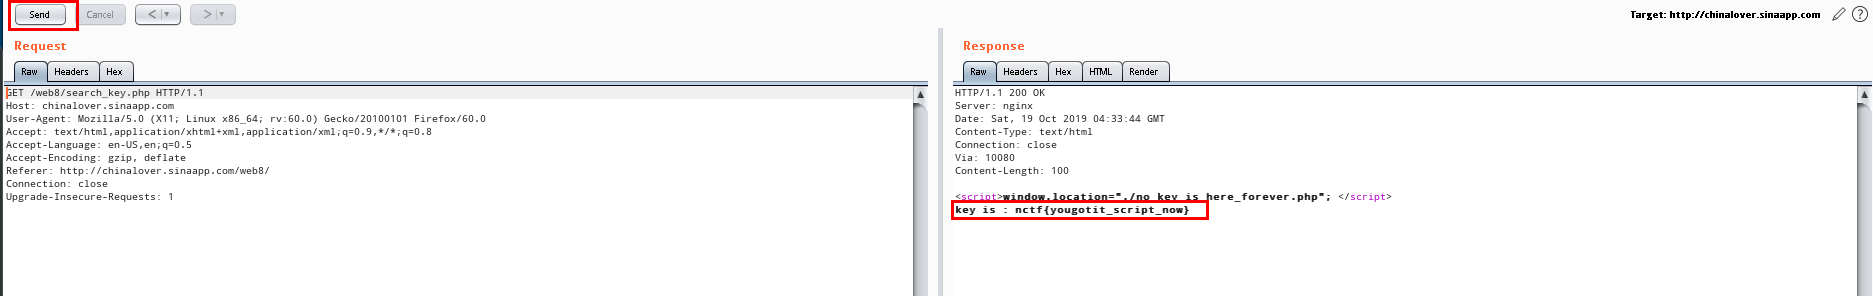 Send Cancel < > Target: http://chinalover.sinaapp.com ?
Request
Raw Headers Hex
GET /web8/search_key.php HTTP/1.1
Host: chinalover.sinaapp.com
User-Agent: Mozilla/5.0 (X11; Linux x86_64; rv:60.0) Gecko/20100101 Firefox/60.0
Accept: text/html,application/xhtml+xml,application/xml;q=0.9,*/*;q=0.8
Accept-Language: en-US,en;q=0.5
Accept-Encoding: gzip, deflate
Referer: http://chinalover.sinaapp.com/web8/
Connection: close
Upgrade-Insecure-Requests: 1
Response
Raw Headers Hex HTML Render
HTTP/1.1 200 OK
Server: nginx
Date: Sat, 19 Oct 2019 04:33:44 GMT
Content-Type: text/html
Connection: close
Via: 10080
Content-Length: 100
<script>window.location="./no_key_is_here_forever.php"; </script>
key is : nctf{yougotit_script_now}